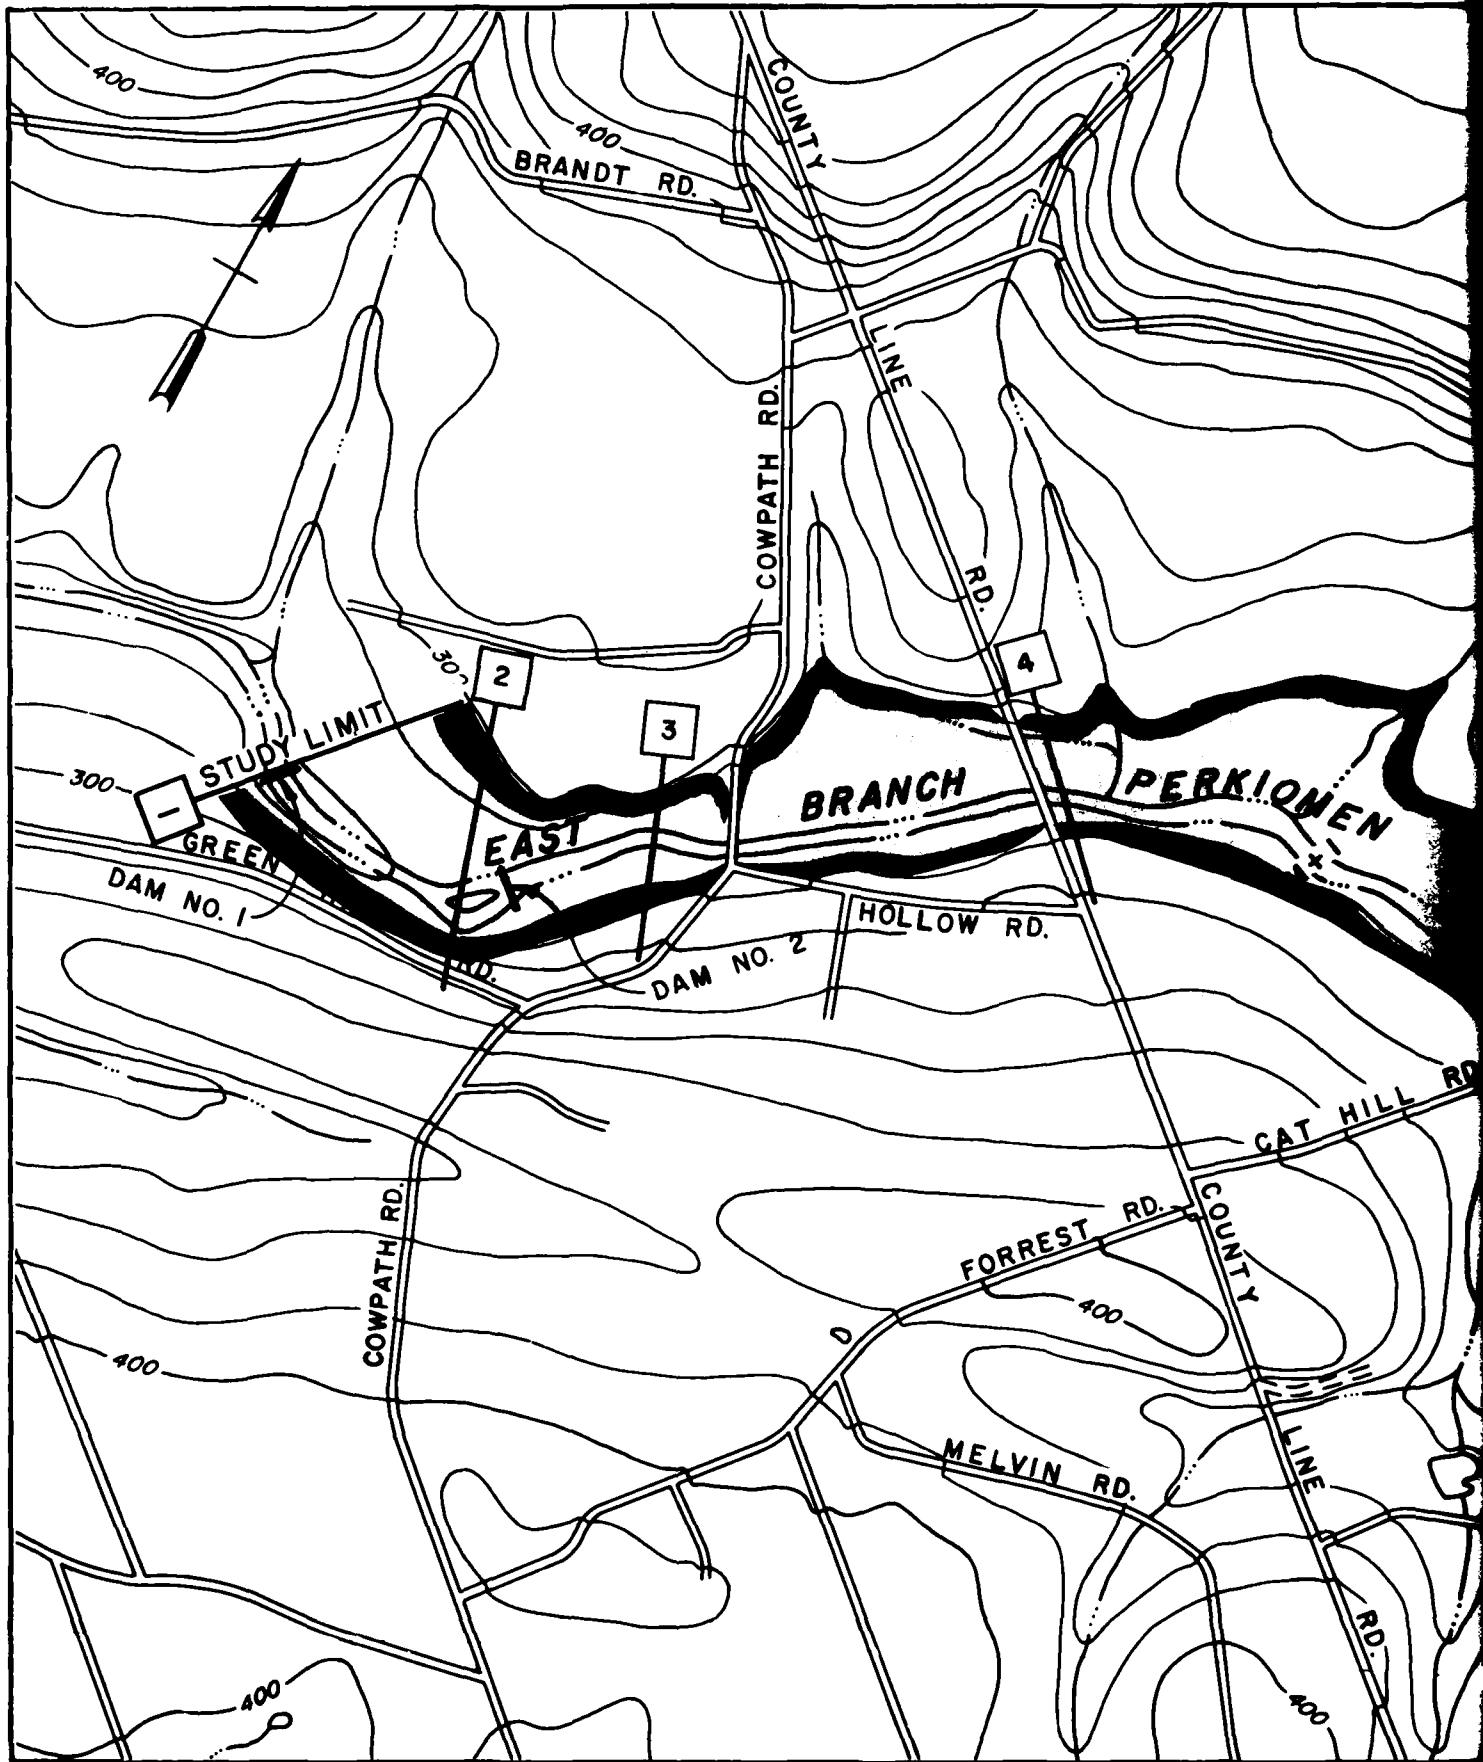 400
COUNTY
400
BRANDT RD.
LINE
COWPATH RD.
RD.
30
2
4
STUDY LIMIT
3
300
1
BRANCH
PERKIOMEN
EAST
GREEN
DAM NO. 1
HOLLOW RD.
RD.
DAM NO. 2
CAT HILL RD
COWPATH RD.
FORREST RD.
COUNTY
400
D
400
MELVIN RD.
LINE
RD.
400
400